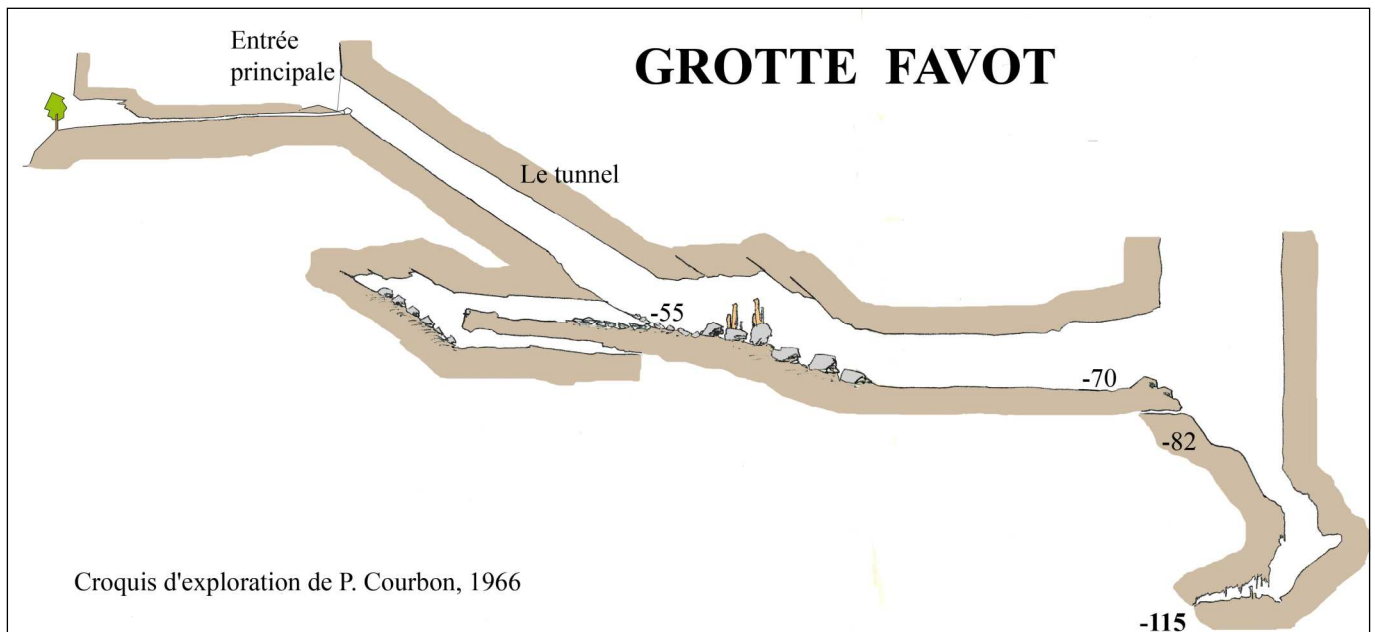 Entrée
principale
GROTTE FAVOT
Le tunnel
-55
-70
-82
Croquis d'exploration de P. Courbon, 1966
-115